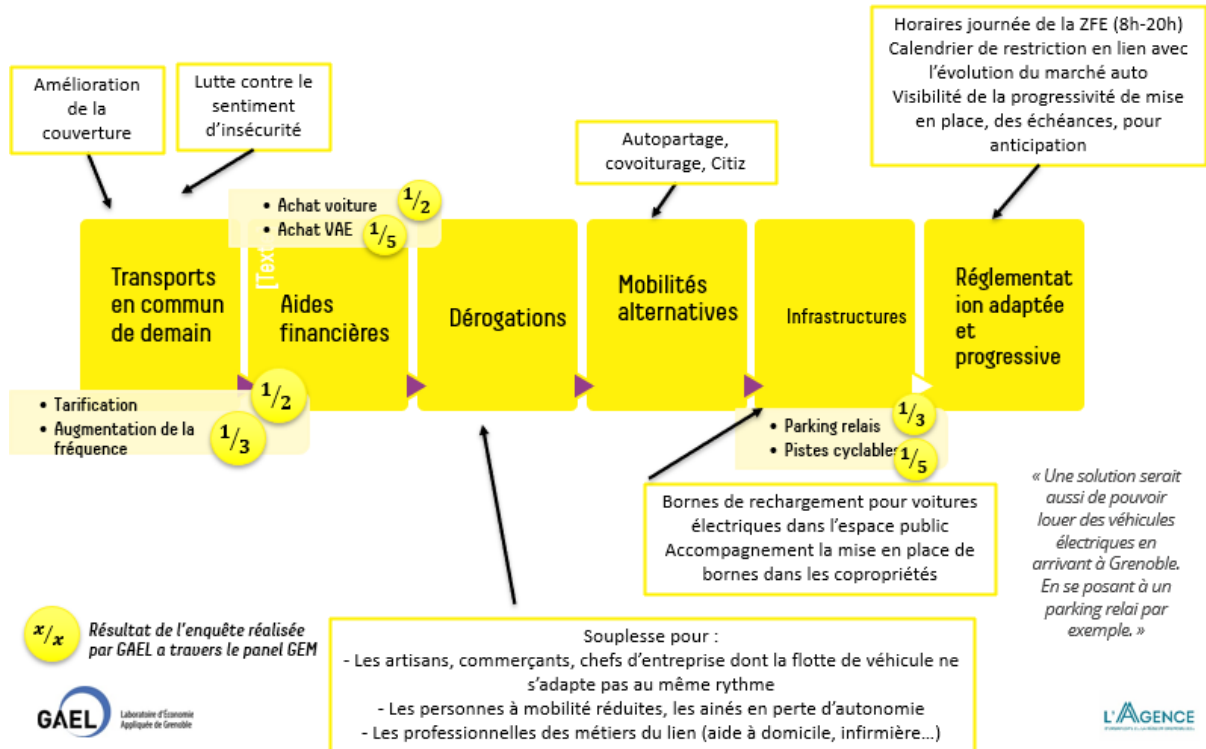 Horaires journée de la ZFE (8h-20h)
Calendrier de restriction en lien avec
l'évolution du marché auto
Visibilité de la progressivité de mise
en place, des échéances, pour
anticipation
Amélioration
de la
couverture
Lutte contre le
sentiment
d'insécurité
Autopartage,
covoiturage, Citiz
• Achat voiture 1/2
• Achat VAE 1/5
[Text
Transports
en commun
de demain
Aides
financières
Dérogations
Mobilités
alternatives
Infrastructures
Réglementat
ion adaptée
et
progressive
• Tarification 1/2
• Augmentation de la
fréquence 1/3
• Parking relais 1/3
• Pistes cyclables 1/5
Bornes de rechargement pour voitures
électriques dans l'espace public
Accompagnement la mise en place de
bornes dans les copropriétés
« Une solution serait
aussi de pouvoir
louer des véhicules
électriques en
arrivant à Grenoble.
En se posant à un
parking relai par
exemple. »
x/x Résultat de l'enquête réalisée
par GAEL a travers le panel GEM
Souplesse pour :
- Les artisans, commerçants, chefs d'entreprise dont la flotte de véhicule ne
s'adapte pas au même rythme
- Les personnes à mobilité réduites, les ainés en perte d'autonomie
- Les professionnelles des métiers du lien (aide à domicile, infirmière...)
GAEL Laboratoire d'Économie
Appliquée de Grenoble
L'AGENCE